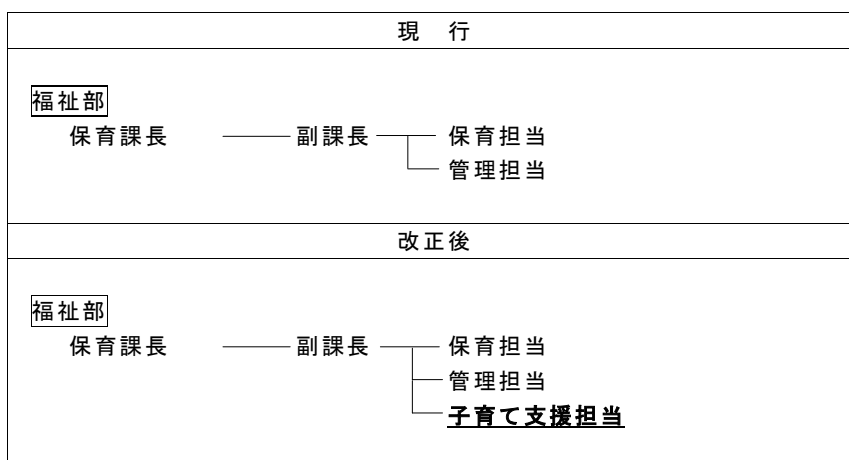 現 行
福祉部
保育課長 副課長 保育担当
管理担当
改正後
福祉部
保育課長 副課長 保育担当
管理担当
子育て支援担当